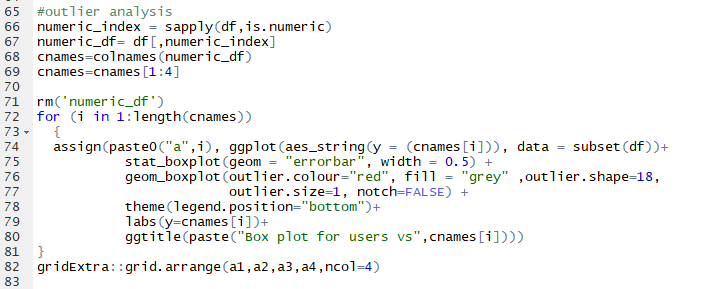 65 #outlier analysis
66 numeric_index = sapply(df,is.numeric)
67 numeric_df= df[,numeric_index]
68 cnames=colnames(numeric_df)
69 cnames=cnames[1:4]
70
71 rm('numeric_df')
72 for (i in 1:length(cnames))
73 {
74 assign(paste0("a",i), ggplot(aes_string(y = (cnames[i])), data = subset(df))+
75 stat_boxplot(geom = "errorbar", width = 0.5) +
76 geom_boxplot(outlier.colour="red", fill = "grey" ,outlier.shape=18,
77 outlier.size=1, notch=FALSE) +
78 theme(legend.position="bottom")+
79 labs(y=cnames[i])+
80 ggtitle(paste("Box plot for users vs",cnames[i])))
81 }
82 gridExtra::grid.arrange(a1,a2,a3,a4,ncol=4)
83